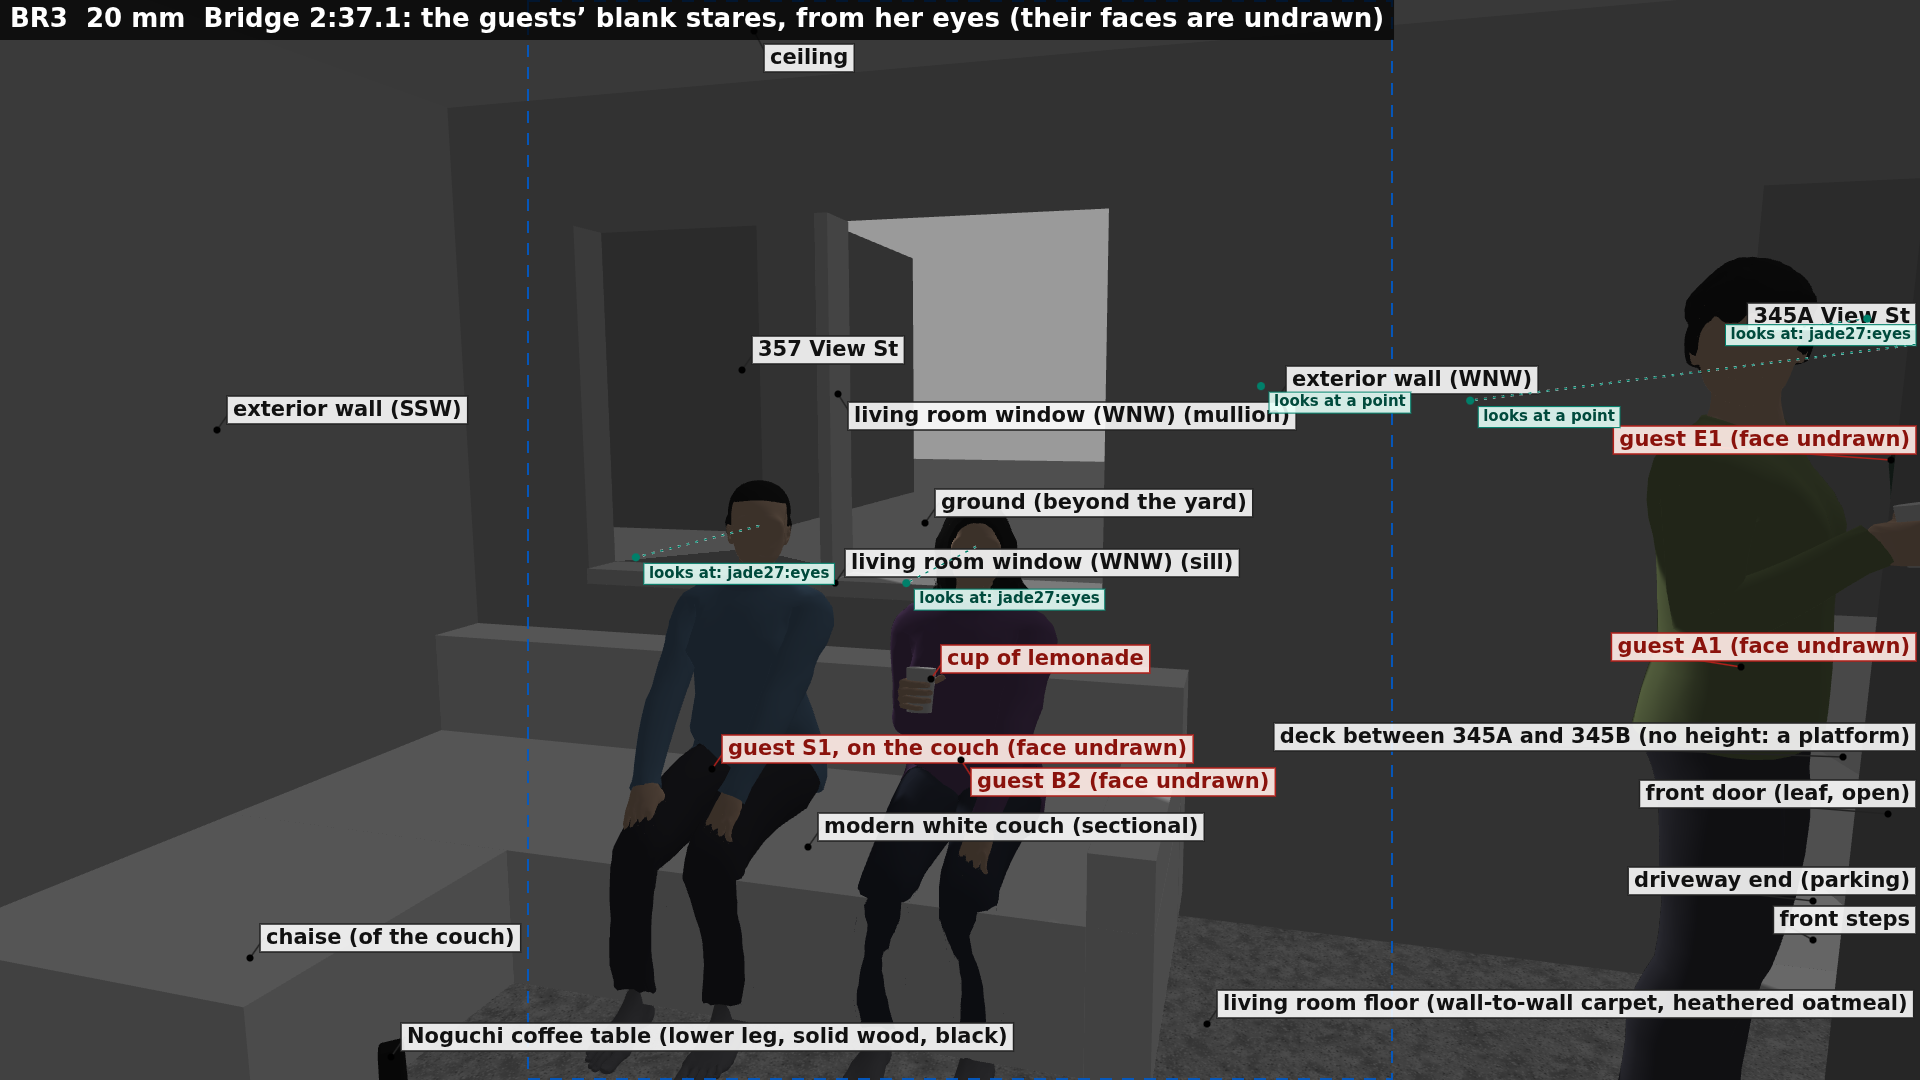 BR3  20 mm  Bridge 2:37.1: the guests’ blank stares, from her eyes (their faces are undrawn)
ceiling
345A View St
looks at: jade27:eyes
357 View St
exterior wall (WNW)
looks at a point
exterior wall (SSW)
living room window (WNW) (mullion)
looks at a point
guest E1 (face undrawn)
ground (beyond the yard)
living room window (WNW) (sill)
looks at: jade27:eyes
looks at: jade27:eyes
guest A1 (face undrawn)
cup of lemonade
deck between 345A and 345B (no height: a platform)
guest S1, on the couch (face undrawn)
guest B2 (face undrawn)
front door (leaf, open)
modern white couch (sectional)
driveway end (parking)
front steps
chaise (of the couch)
living room floor (wall-to-wall carpet, heathered oatmeal)
Noguchi coffee table (lower leg, solid wood, black)